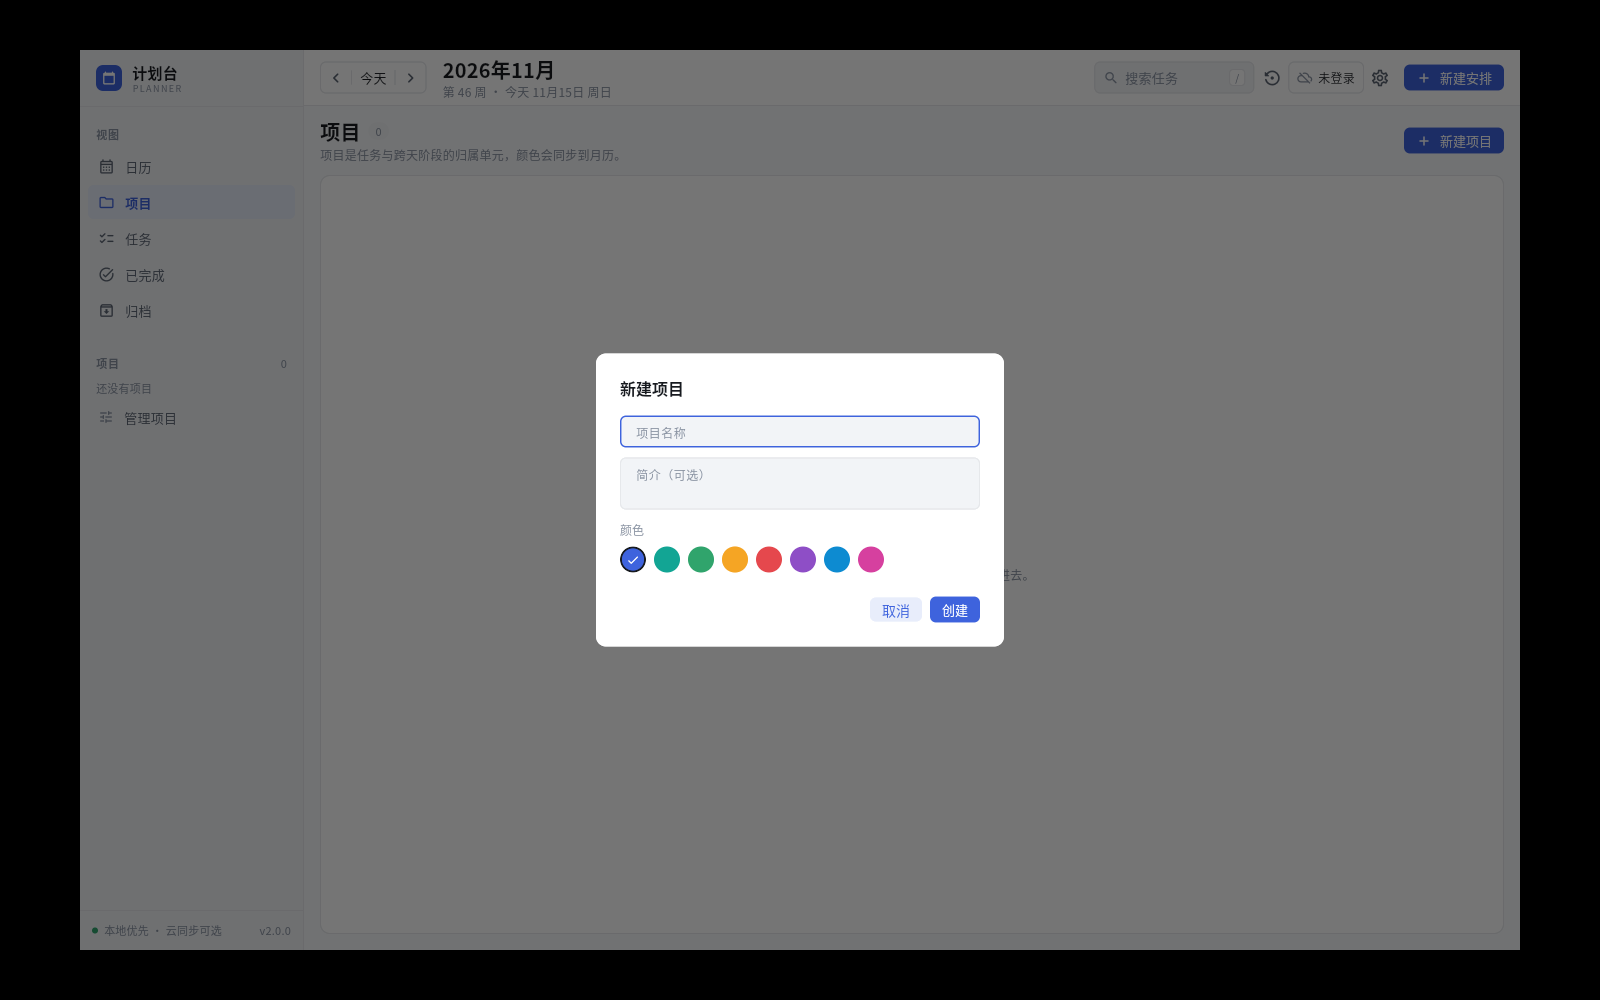 计划台
PLANNER
今天
2026年11月
第 46 周 · 今天 11月15日 周日
搜索任务
/
未登录
新建安排
视图
日历
项目
任务
已完成
归档
项目
0
还没有项目
管理项目
项目
0
项目是任务与跨天阶段的归属单元，颜色会同步到月历。
新建项目
新建项目
项目名称
简介（可选）
颜色
取消
创建
去。
本地优先 · 云同步可选
v2.0.0